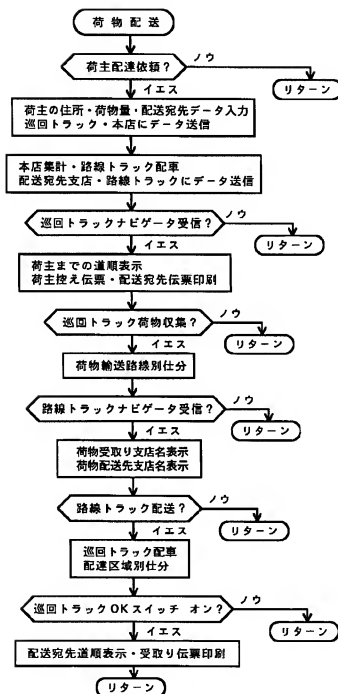 荷物配送
荷主配達依頼？
ノウ
リターン
イエス
荷主の住所・荷物量・配送宛先データ入力
巡回トラック・本店にデータ送信
本店集計・路線トラック配車
配送宛先支店・路線トラックにデータ送信
巡回トラックナビゲータ受信？
ノウ
リターン
イエス
荷主までの道順表示
荷主控え伝票・配送宛先伝票印刷
巡回トラック荷物収集？
ノウ
リターン
イエス
荷物輸送路線別仕分
路線トラックナビゲータ受信？
ノウ
リターン
イエス
荷物受取り支店名表示
荷物配送先支店名表示
路線トラック配送？
ノウ
リターン
イエス
巡回トラック配車
配達区域別仕分
巡回トラックOKスイッチ オン？
ノウ
リターン
イエス
配送宛先道順表示・受取り伝票印刷
リターン